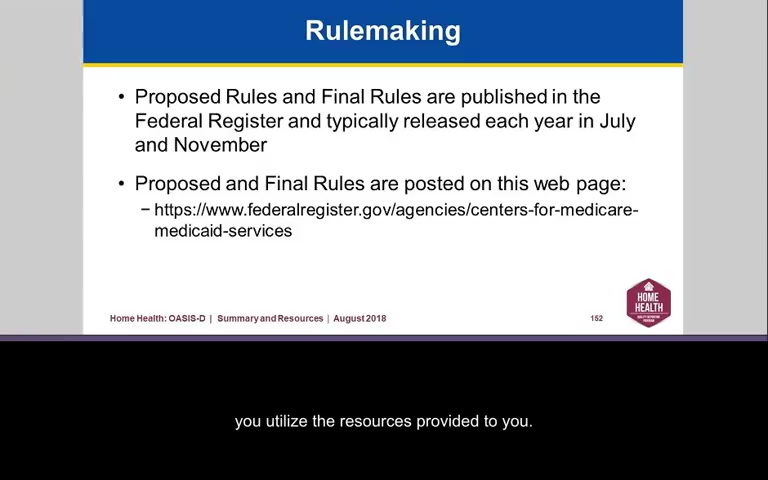 Rulemaking
• Proposed Rules and Final Rules are published in the
Federal Register and typically released each year in July
and November
• Proposed and Final Rules are posted on this web page:
− https://www.federalregister.gov/agencies/centers-for-medicare-
medicaid-services
HOME
HEALTH
QUALITY REPORTING
PROGRAM
Home Health: OASIS-D | Summary and Resources | August 2018
152
you utilize the resources provided to you.